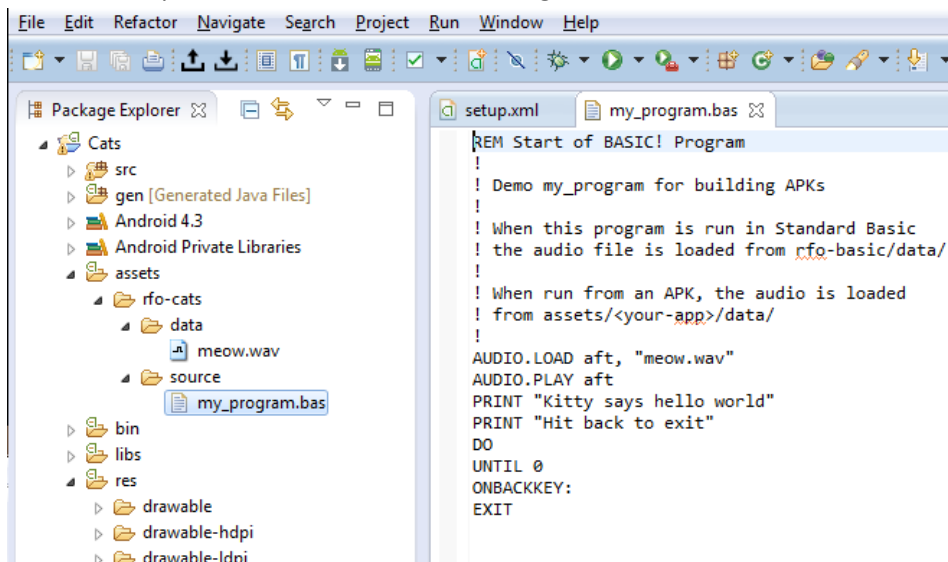 File Edit Refactor Navigate Search Project Run Window Help
Package Explorer
Cats
src
gen [Generated Java Files]
Android 4.3
Android Private Libraries
assets
rfo-cats
data
meow.wav
source
my_program.bas
bin
libs
res
drawable
drawable-hdpi
drawable-ldpi
setup.xml my_program.bas
REM Start of BASIC! Program
!
! Demo my_program for building APKs
!
! When this program is run in Standard Basic
! the audio file is loaded from rfo-basic/data/
!
! When run from an APK, the audio is loaded
! from assets/<your-app>/data/
!
AUDIO.LOAD aft, "meow.wav"
AUDIO.PLAY aft
PRINT "Kitty says hello world"
PRINT "Hit back to exit"
DO
UNTIL 0
ONBACKKEY:
EXIT